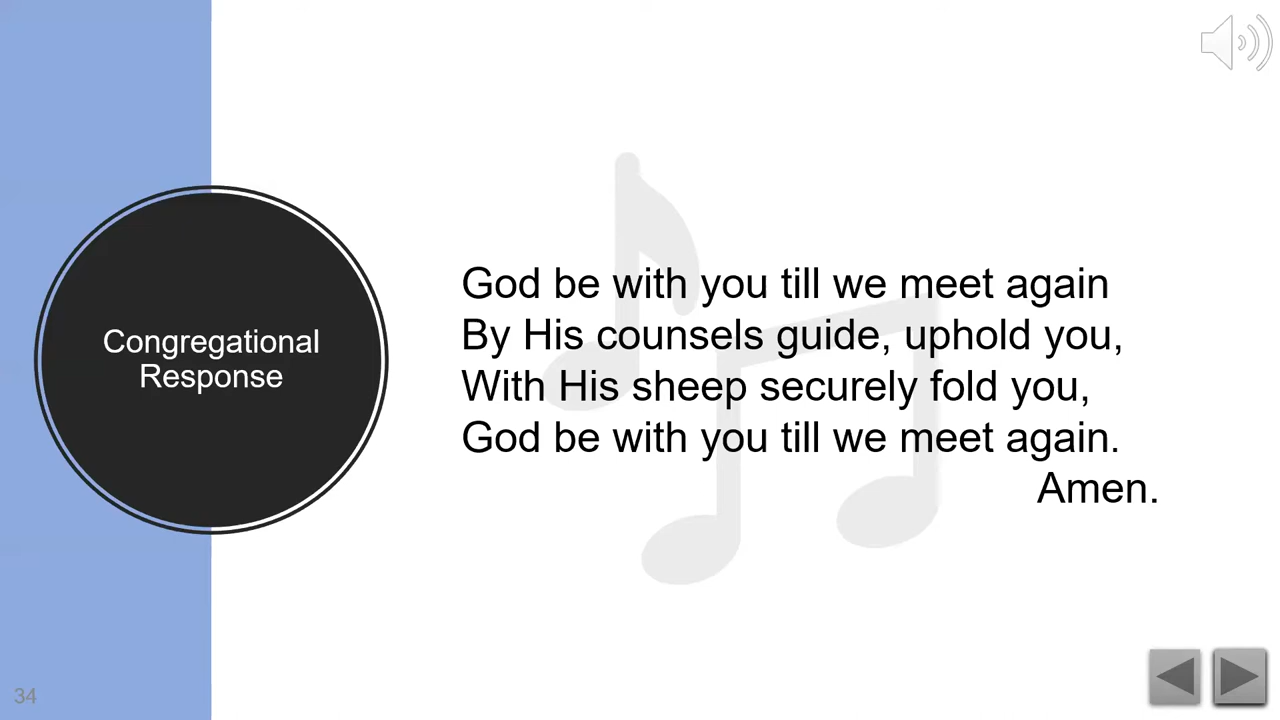 Congregational
Response
God be with you till we meet again
By His counsels guide, uphold you,
With His sheep securely fold you,
God be with you till we meet again.
Amen.
34